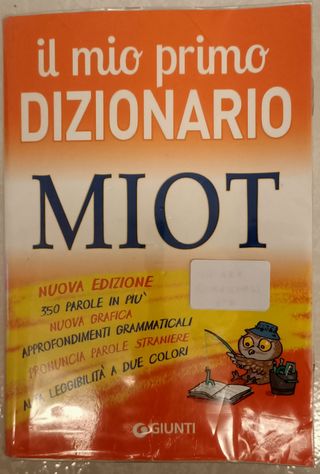 il mio primo
DIZIONARIO
MIOT
NUOVA EDIZIONE
350 PAROLE IN PIU'
NUOVA GRAFICA
APPROFONDIMENTI GRAMMATICALI
PRONUNCIA PAROLE STRANIERE
ALTA LEGGIBILITÀ A DUE COLORI
GIUNTI